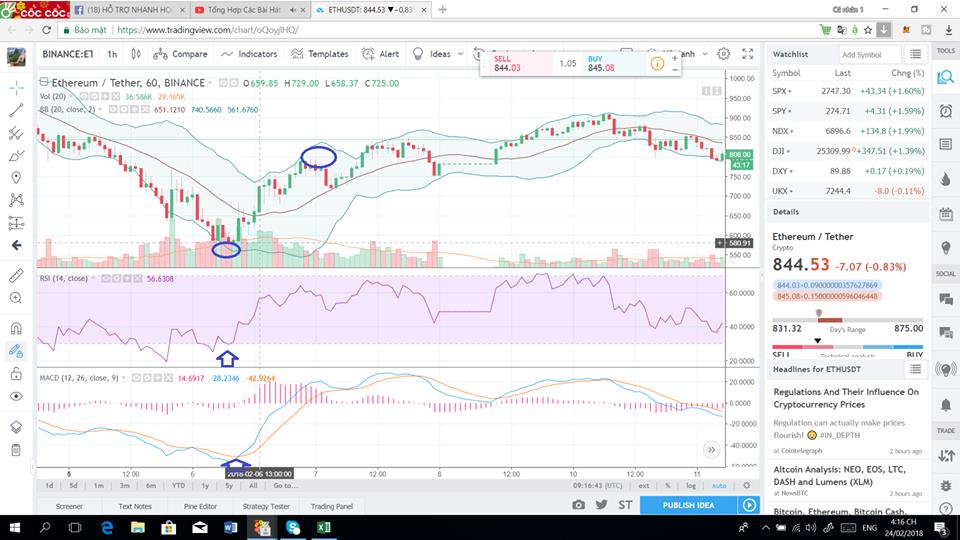 CỐC CỐC
(18) HỖ TRỢ NHANH HỌ
Tổng Hợp Các Bài Hát
ETHUSDT: 844.53 ▼-0.83%
Cá nhân 1
Bảo mật
https://www.tradingview.com/chart/oQoyjlHQ/
BINANCE:E1 1h Compare Indicators Templates Alert Ideas
SELL 844.03 1.05 BUY 845.08
Ethereum / Tether, 60, BINANCE O 659.85 H 729.00 L 658.37 C 725.00
Vol (20) 36.586K 29.165K
BB (20, close, 2) 651.1210 740.5660 561.6760
1000.00
950.00
900.00
850.00
808.00
43:17
750.00
700.00
650.00
600.00
580.91
550.00
RSI (14, close) 56.6308
60.0000
40.0000
20.0000
MACD (12, 26, close, 9) 14.6917 -28.2346 -42.9264
20.0000
0.0000
-20.0000
-40.0000
-60.0000
5 12:00 6 2018-02-06 13:00:00 7 12:00 8 12:00 10 12:00 11
1d 5d 1m 3m 6m YTD 1y 5y All Go to... 09:16:43 (UTC) ext % log auto
Screener Text Notes Pine Editor Strategy Tester Trading Panel ST PUBLISH IDEA
Watchlist Add Symbol
Symbol Last Chg (%)
SPX 2747.30 +43.34 (+1.60%)
SPY 274.71 +4.31 (+1.59%)
NDX 6896.6 +134.8 (+1.99%)
DJI 25309.99 +347.51 (+1.39%)
DXY 89.88 +0.17 (+0.19%)
UKX 7244.4 -8.0 (-0.11%)
Details
Ethereum / Tether
Crypto
844.53 -7.07 (-0.83%)
844.03×0.09000000357627869
845.08×0.1500000596046448
831.32 Day's Range 875.00
SELL Technical analysis BUY
Headlines for ETHUSDT
Regulations And Their Influence On
Cryptocurrency Prices
Regulation can actually make prices
flourish! #IN_DEPTH
at Cointelegraph 2 hours ago
Altcoin Analysis: NEO, EOS, LTC,
DASH and Lumens (XLM)
at NewsBTC 2 hours ago
Bitcoin, Ethereum, Bitcoin Cash,
TOOLS
SOCIAL
TRADE
ENG
4:16 CH
24/02/2018